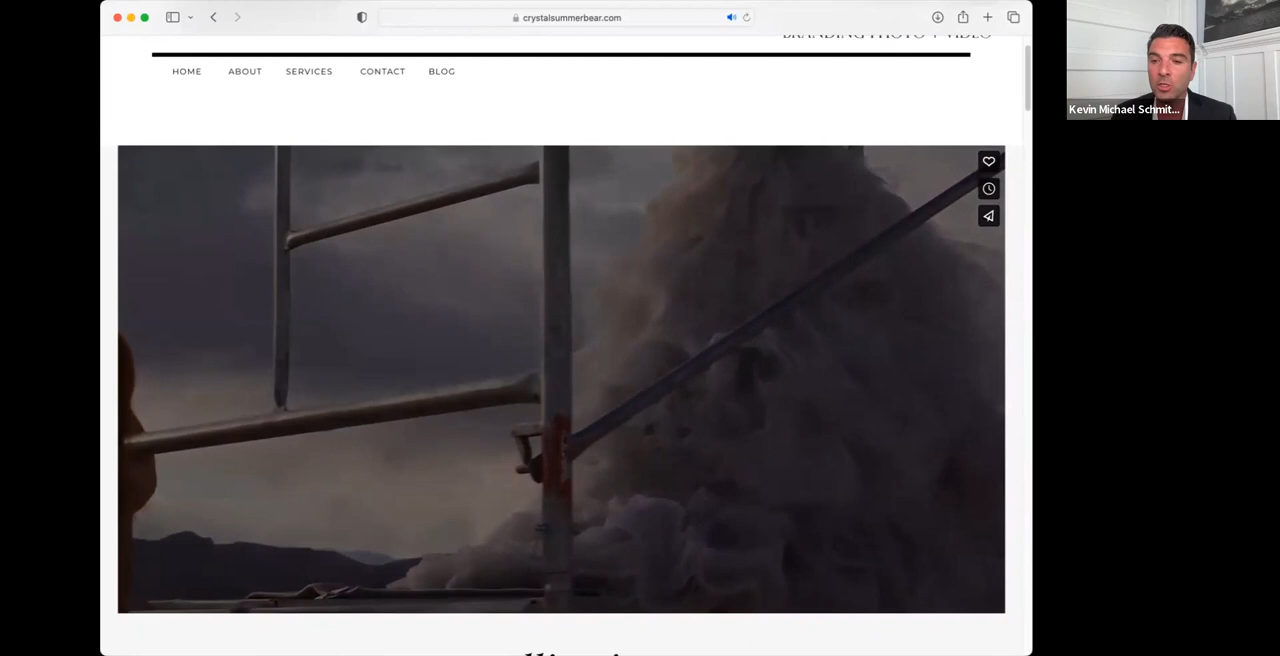 crystalsummerbear.com
BRANDING PHOTO + VIDEO
HOME ABOUT SERVICES CONTACT BLOG
Kevin Michael Schmit...